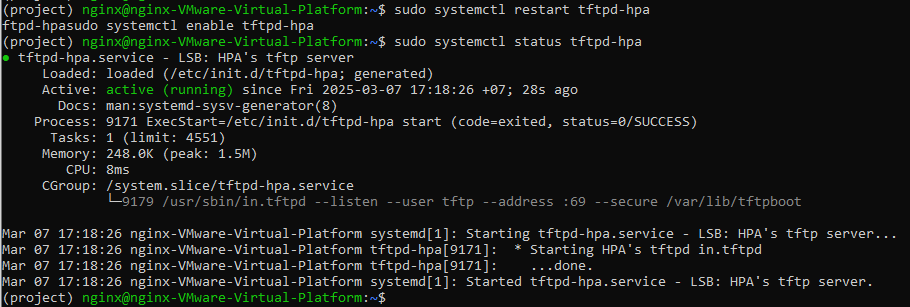 (project) nginx@nginx-VMware-Virtual-Platform:~$ sudo systemctl restart tftpd-hpa
ftpd-hpasudo systemctl enable tftpd-hpa
(project) nginx@nginx-VMware-Virtual-Platform:~$ sudo systemctl status tftpd-hpa
● tftpd-hpa.service - LSB: HPA's tftp server
     Loaded: loaded (/etc/init.d/tftpd-hpa; generated)
     Active: active (running) since Fri 2025-03-07 17:18:26 +07; 28s ago
       Docs: man:systemd-sysv-generator(8)
    Process: 9171 ExecStart=/etc/init.d/tftpd-hpa start (code=exited, status=0/SUCCESS)
      Tasks: 1 (limit: 4551)
     Memory: 248.0K (peak: 1.5M)
        CPU: 8ms
     CGroup: /system.slice/tftpd-hpa.service
             └─9179 /usr/sbin/in.tftpd --listen --user tftp --address :69 --secure /var/lib/tftpboot

Mar 07 17:18:26 nginx-VMware-Virtual-Platform systemd[1]: Starting tftpd-hpa.service - LSB: HPA's tftp server...
Mar 07 17:18:26 nginx-VMware-Virtual-Platform tftpd-hpa[9171]:  * Starting HPA's tftpd in.tftpd
Mar 07 17:18:26 nginx-VMware-Virtual-Platform tftpd-hpa[9171]:    ...done.
Mar 07 17:18:26 nginx-VMware-Virtual-Platform systemd[1]: Started tftpd-hpa.service - LSB: HPA's tftp server.
(project) nginx@nginx-VMware-Virtual-Platform:~$